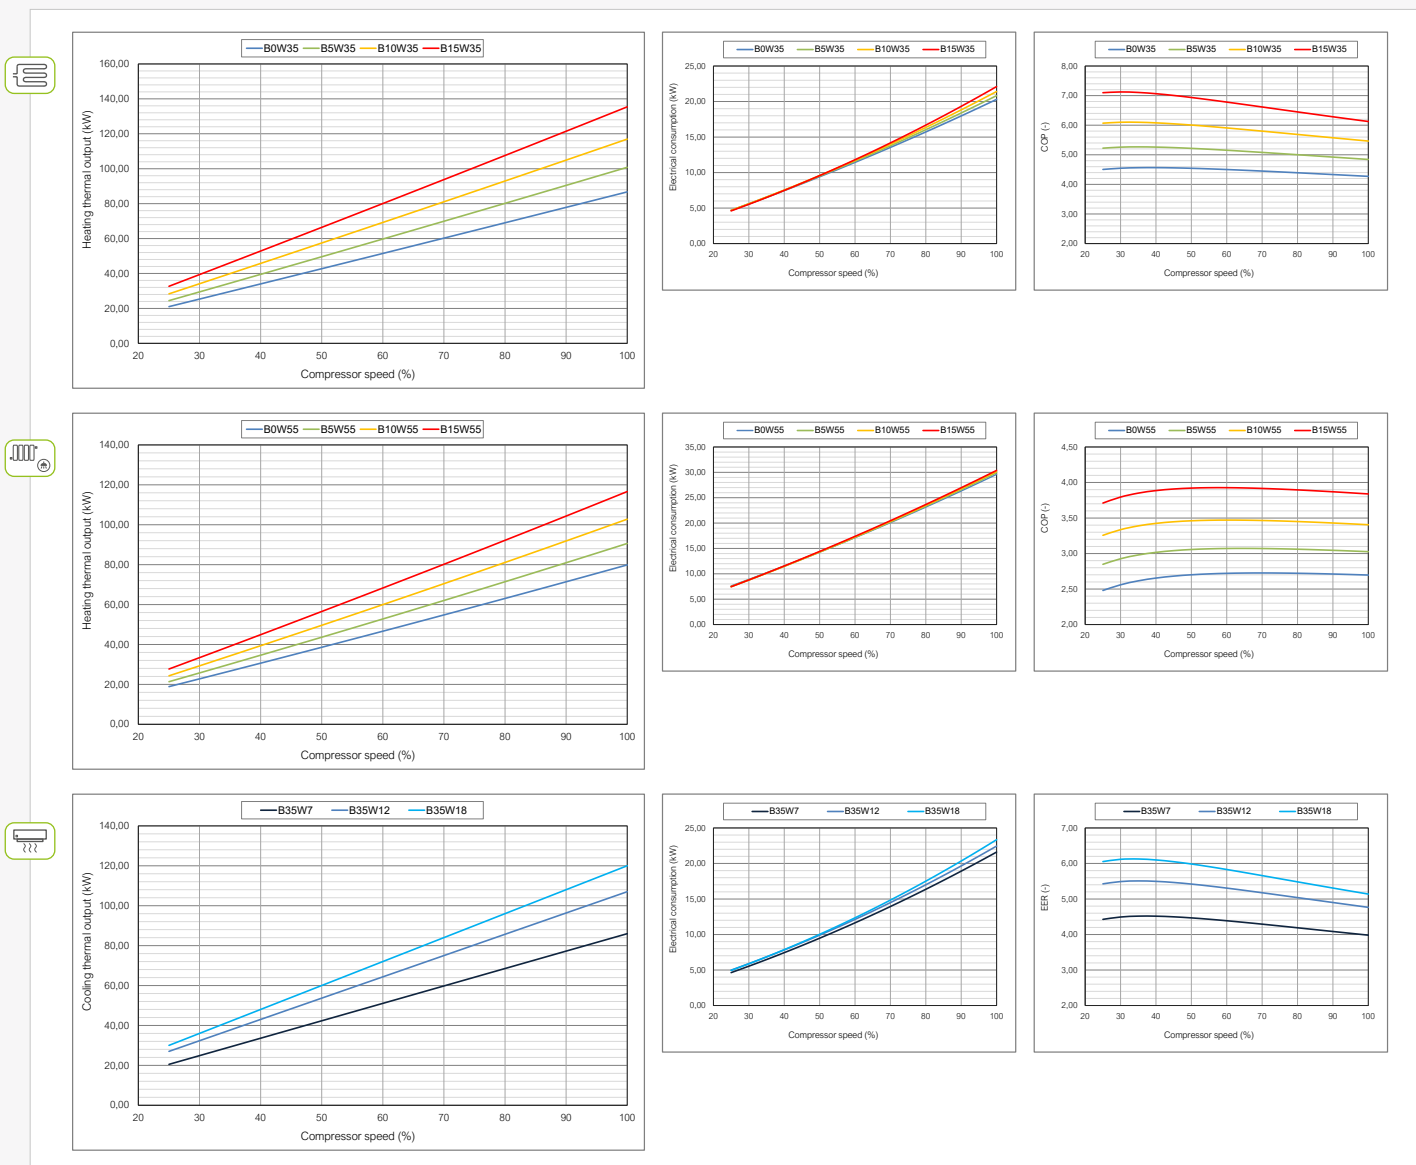 B0W35 B5W35 B10W35 B15W35
160,00
140,00
120,00
100,00
80,00
60,00
40,00
20,00
0,00
20 30 40 50 60 70 80 90 100
Heating thermal output (kW)
Compressor speed (%)
B0W35 B5W35 B10W35 B15W35
25,00
20,00
15,00
10,00
5,00
0,00
20 30 40 50 60 70 80 90 100
Electrical consumption (kW)
Compressor speed (%)
B0W35 B5W35 B10W35 B15W35
8,00
7,00
6,00
5,00
4,00
3,00
2,00
20 30 40 50 60 70 80 90 100
COP (-)
Compressor speed (%)
B0W55 B5W55 B10W55 B15W55
140,00
120,00
100,00
80,00
60,00
40,00
20,00
0,00
20 30 40 50 60 70 80 90 100
Heating thermal output (kW)
Compressor speed (%)
B0W55 B5W55 B10W55 B15W55
35,00
30,00
25,00
20,00
15,00
10,00
5,00
0,00
20 30 40 50 60 70 80 90 100
Electrical consumption (kW)
Compressor speed (%)
B0W55 B5W55 B10W55 B15W55
4,50
4,00
3,50
3,00
2,50
2,00
20 30 40 50 60 70 80 90 100
COP (-)
Compressor speed (%)
B35W7 B35W12 B35W18
140,00
120,00
100,00
80,00
60,00
40,00
20,00
0,00
20 30 40 50 60 70 80 90 100
Cooling thermal output (kW)
Compressor speed (%)
B35W7 B35W12 B35W18
25,00
20,00
15,00
10,00
5,00
0,00
20 30 40 50 60 70 80 90 100
Electrical consumption (kW)
Compressor speed (%)
B35W7 B35W12 B35W18
7,00
6,00
5,00
4,00
3,00
2,00
20 30 40 50 60 70 80 90 100
EER (-)
Compressor speed (%)